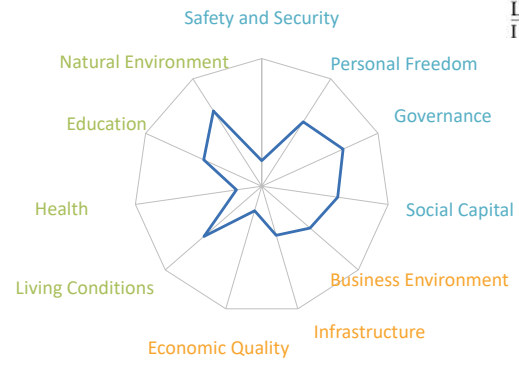 Safety and Security
Natural Environment
Personal Freedom
Education
Governance
Health
Social Capital
Living Conditions
Business Environment
Infrastructure
Economic Quality